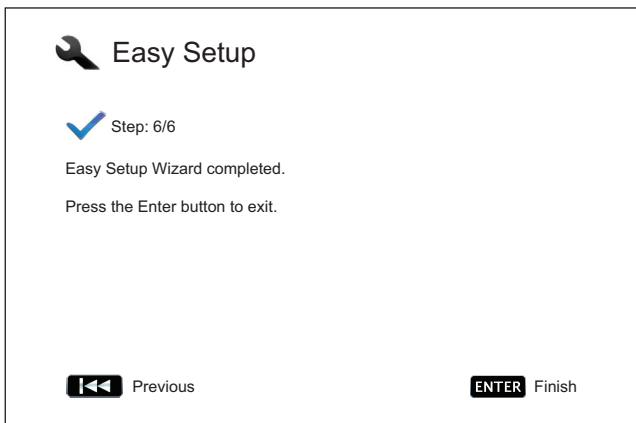 Easy Setup
Step: 6/6
Easy Setup Wizard completed.
Press the Enter button to exit.
Previous
ENTER Finish